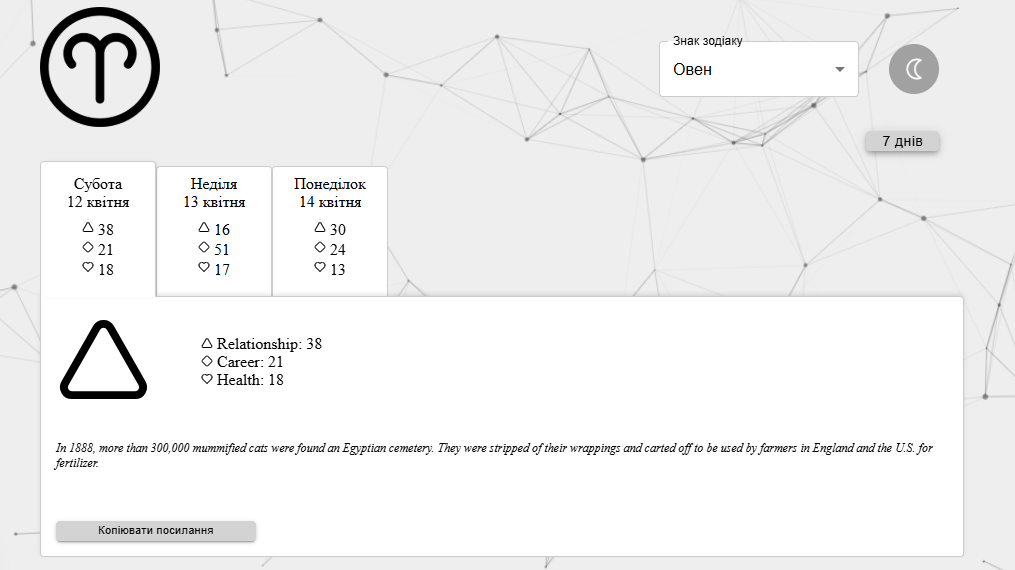 Знак зодіаку
Овен
7 днів
Субота
12 квітня
38
21
18
Неділя
13 квітня
16
51
17
Понеділок
14 квітня
30
24
13
Relationship: 38
Career: 21
Health: 18
In 1888, more than 300,000 mummified cats were found an Egyptian cemetery. They were stripped of their wrappings and carted off to be used by farmers in England and the U.S. for
fertilizer.
Копіювати посилання